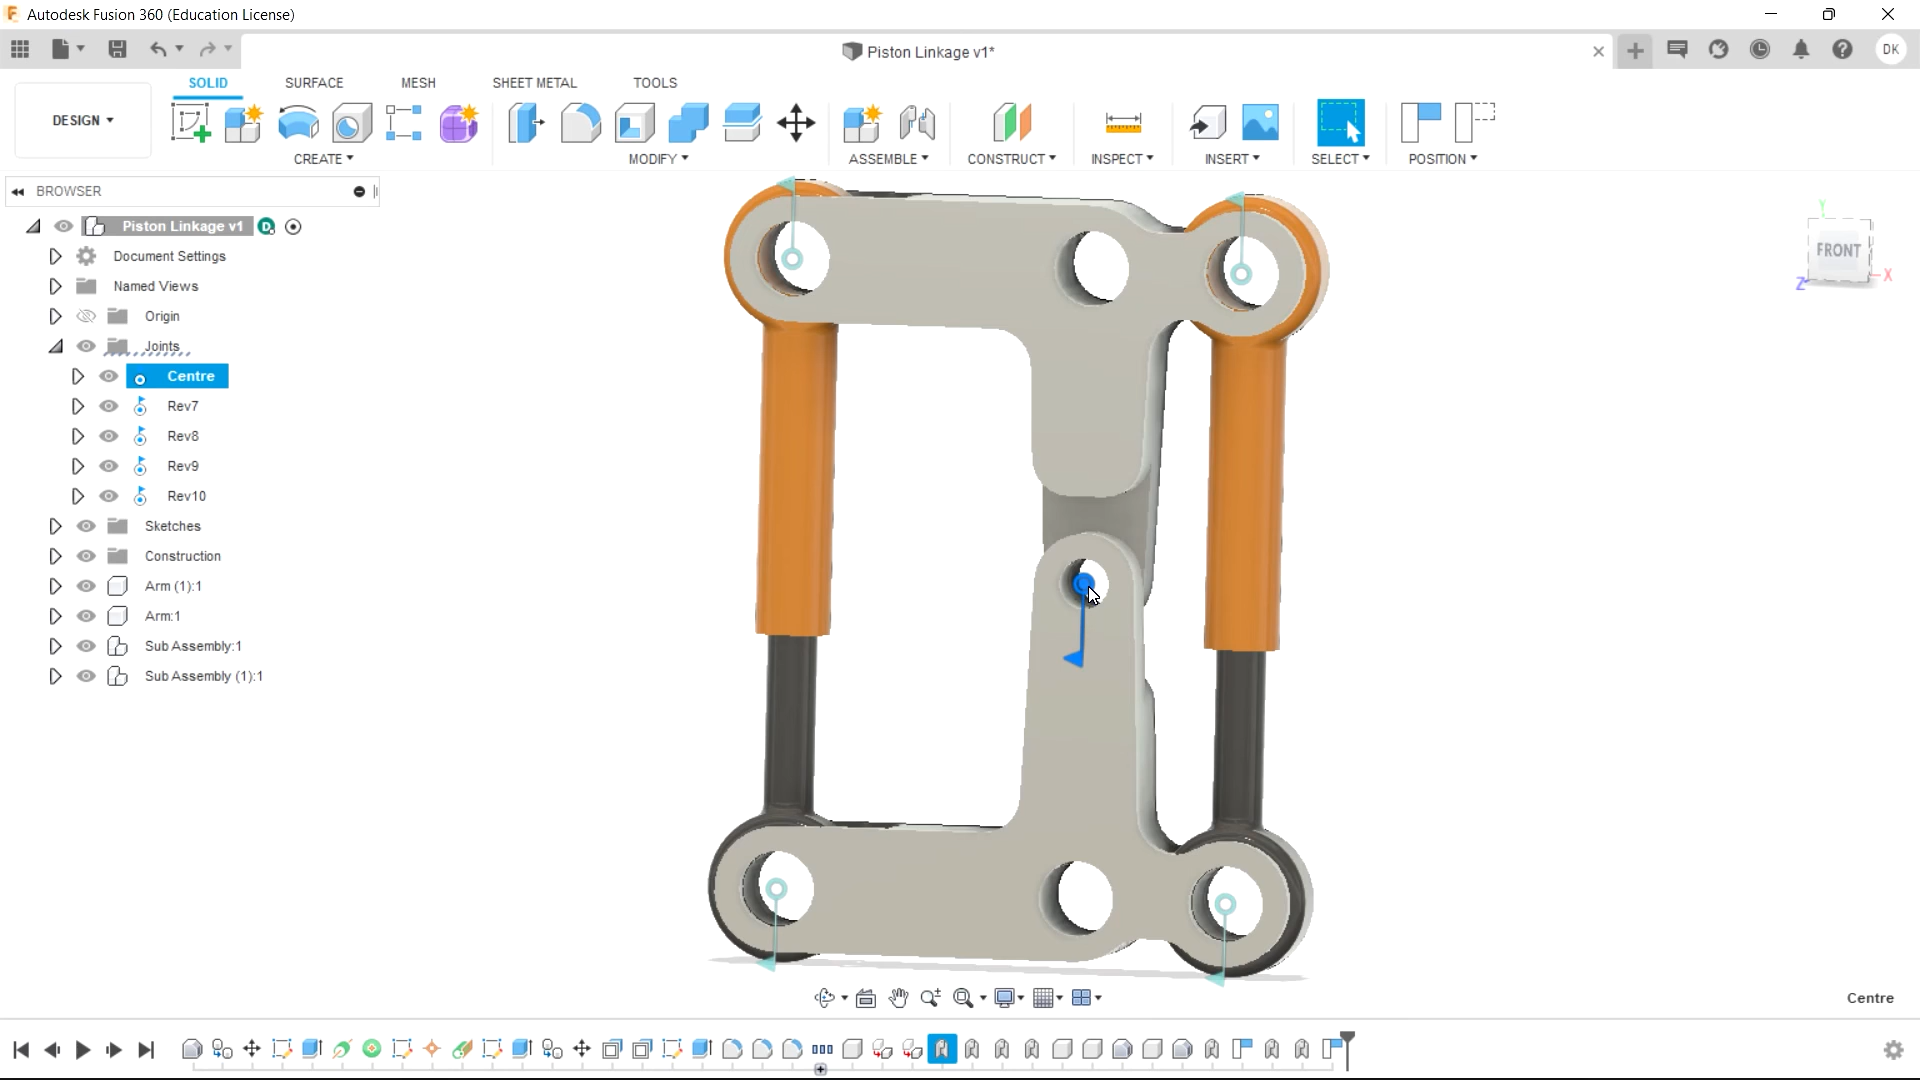 Autodesk Fusion 360 (Education License)
Piston Linkage v1*
DK
SOLID SURFACE MESH SHEET METAL TOOLS
DESIGN
CREATE MODIFY ASSEMBLE CONSTRUCT INSPECT INSERT SELECT POSITION
BROWSER
Piston Linkage v1
D
Document Settings
Named Views
Origin
Joints
Centre
Rev7
Rev8
Rev9
Rev10
Sketches
Construction
Arm (1):1
Arm:1
Sub Assembly:1
Sub Assembly (1):1
Y
FRONT
X
Z
Centre